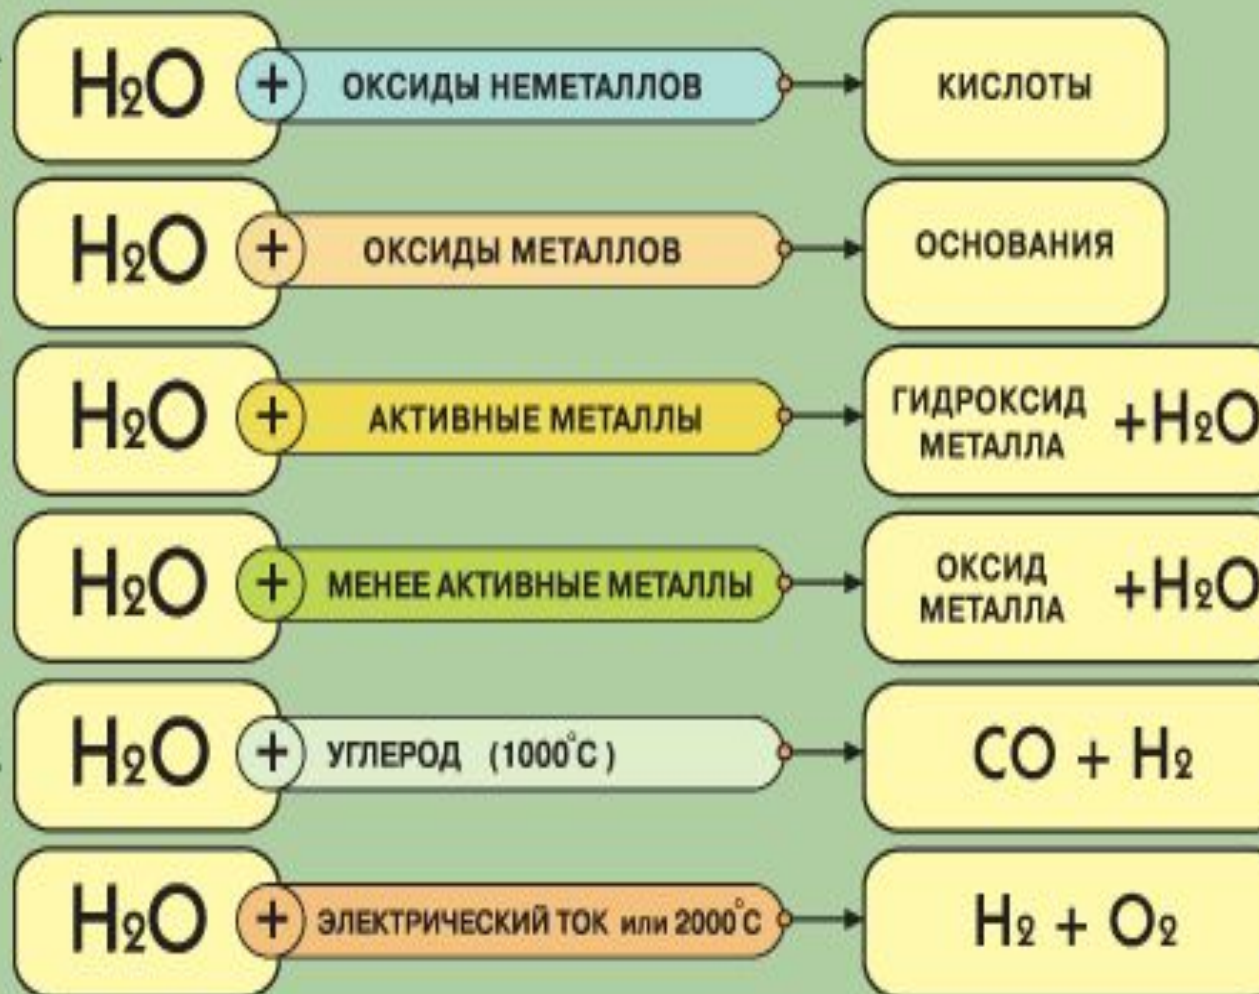 H₂O + ОКСИДЫ НЕМЕТАЛЛОВ КИСЛОТЫ
H₂O + ОКСИДЫ МЕТАЛЛОВ ОСНОВАНИЯ
H₂O + АКТИВНЫЕ МЕТАЛЛЫ ГИДРОКСИД МЕТАЛЛА +H₂O
H₂O + МЕНЕЕ АКТИВНЫЕ МЕТАЛЛЫ ОКСИД МЕТАЛЛА +H₂O
H₂O + УГЛЕРОД (1000°C) CO + H₂
H₂O + ЭЛЕКТРИЧЕСКИЙ ТОК или 2000°C H₂ + O₂